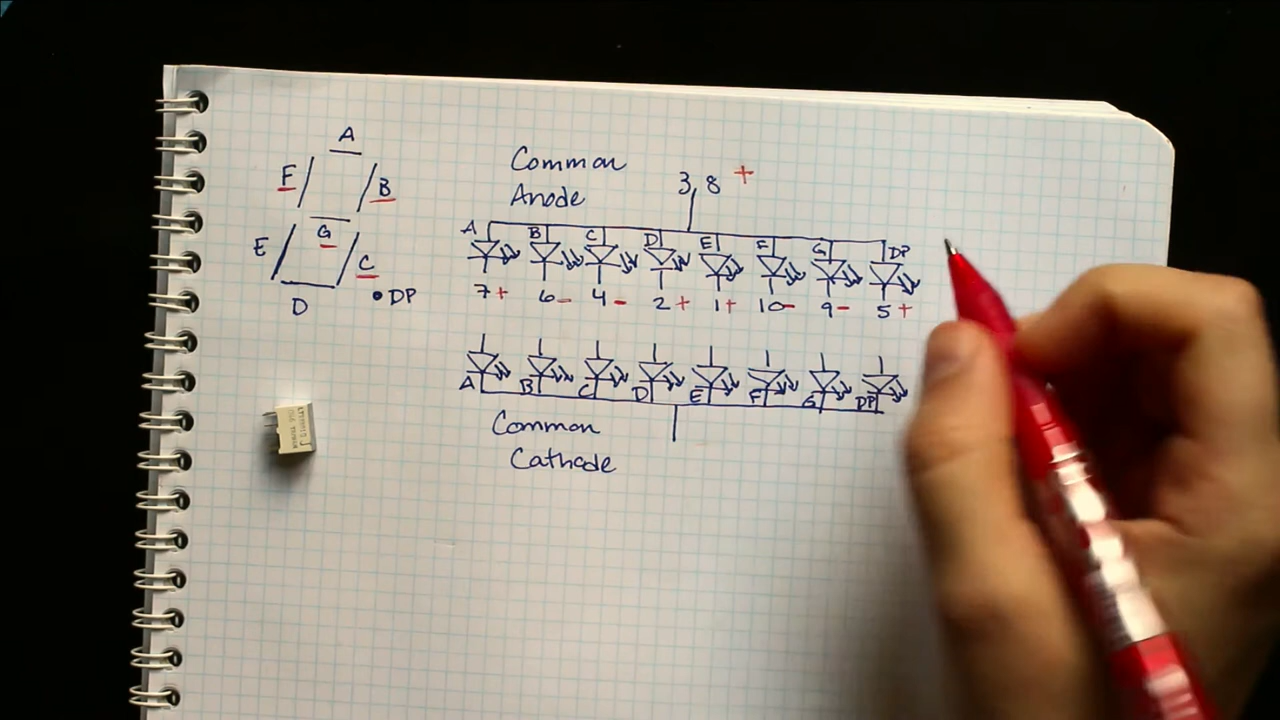 A
F
B
G
E
C
D
DP
Common
Anode
3,8 +
A B C D E F G DP
7+ 6- 4- 2+ 1+ 10- 9- 5+
A B C D E F G DP
Common
Cathode